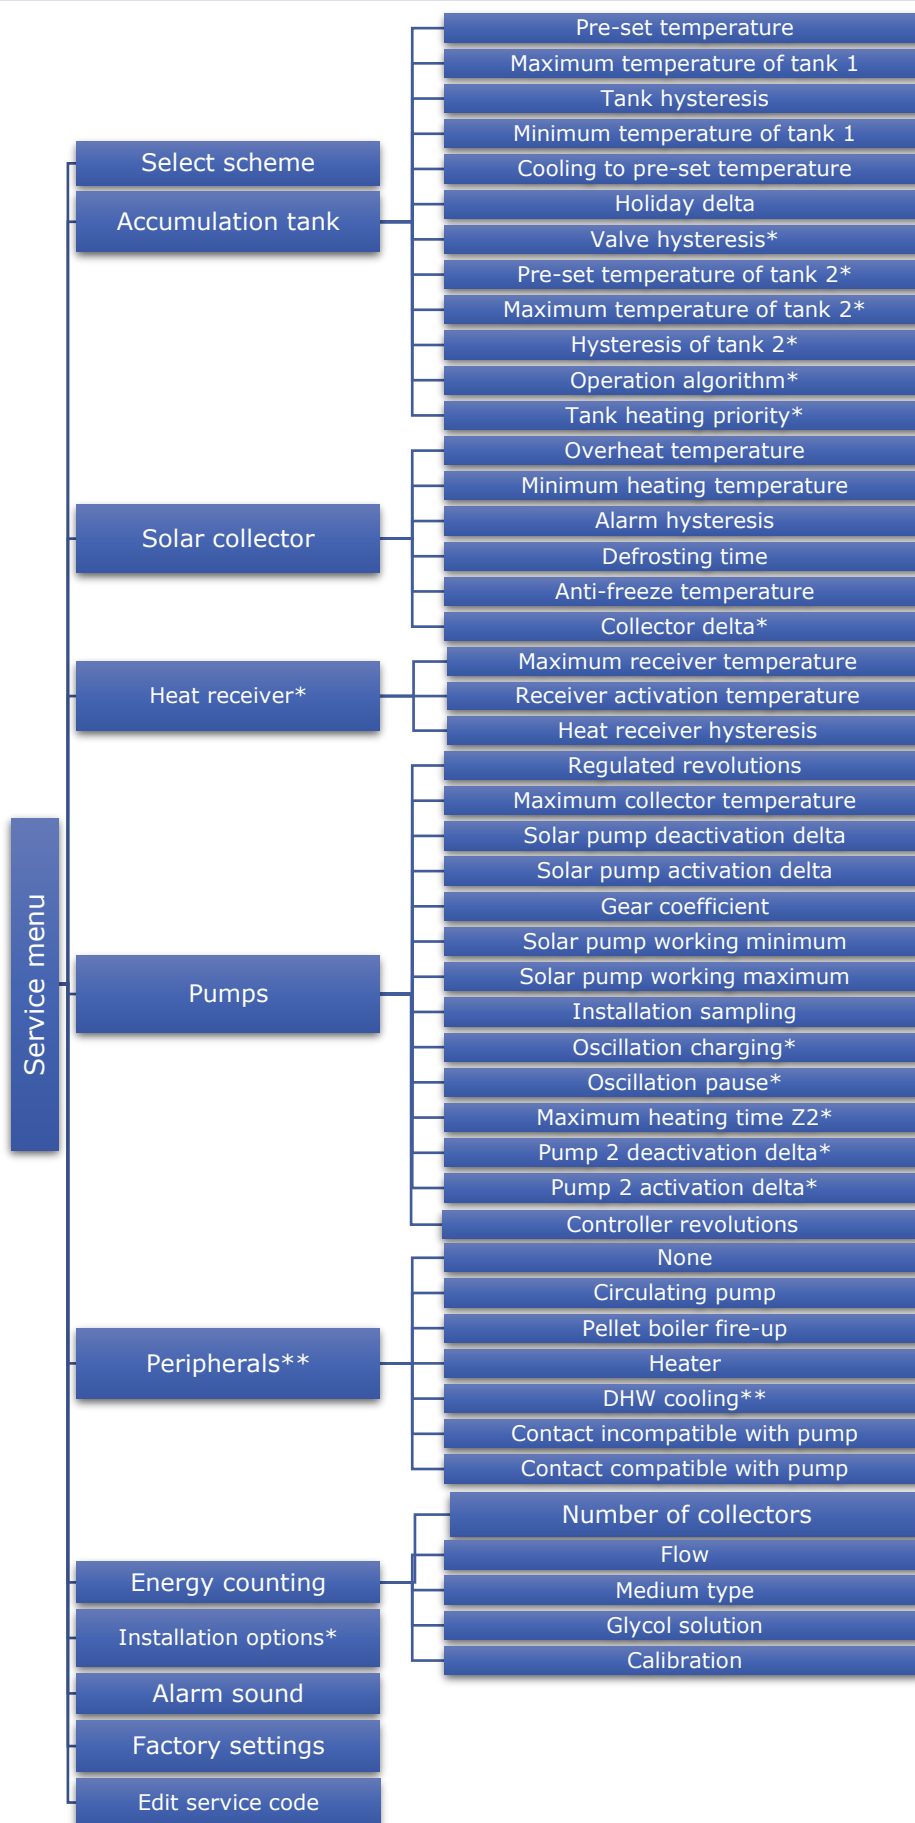 Service menu
Select scheme
Accumulation tank
Pre-set temperature
Maximum temperature of tank 1
Tank hysteresis
Minimum temperature of tank 1
Cooling to pre-set temperature
Holiday delta
Valve hysteresis*
Pre-set temperature of tank 2*
Maximum temperature of tank 2*
Hysteresis of tank 2*
Operation algorithm*
Tank heating priority*
Solar collector
Overheat temperature
Minimum heating temperature
Alarm hysteresis
Defrosting time
Anti-freeze temperature
Collector delta*
Heat receiver*
Maximum receiver temperature
Receiver activation temperature
Heat receiver hysteresis
Pumps
Regulated revolutions
Maximum collector temperature
Solar pump deactivation delta
Solar pump activation delta
Gear coefficient
Solar pump working minimum
Solar pump working maximum
Installation sampling
Oscillation charging*
Oscillation pause*
Maximum heating time Z2*
Pump 2 deactivation delta*
Pump 2 activation delta*
Controller revolutions
Peripherals**
None
Circulating pump
Pellet boiler fire-up
Heater
DHW cooling**
Contact incompatible with pump
Contact compatible with pump
Energy counting
Number of collectors
Flow
Medium type
Glycol solution
Calibration
Installation options*
Alarm sound
Factory settings
Edit service code